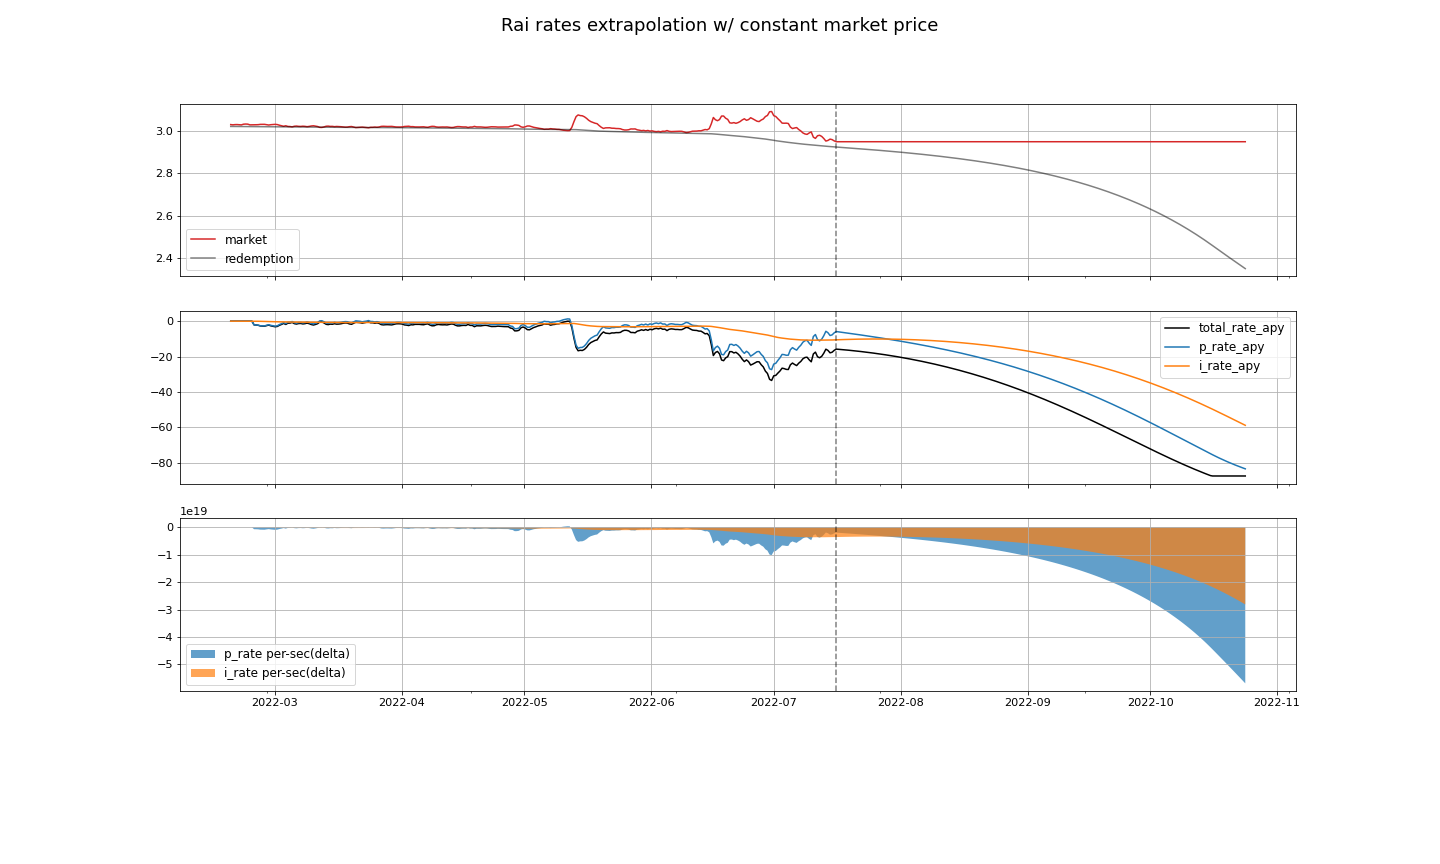 Rai rates extrapolation w/ constant market price
3.0
2.8
2.6
2.4
market
redemption
0
−20
−40
−60
−80
total_rate_apy
p_rate_apy
i_rate_apy
1e19
0
−1
−2
−3
−4
−5
p_rate per-sec(delta)
i_rate per-sec(delta)
2022-03 2022-04 2022-05 2022-06 2022-07 2022-08 2022-09 2022-10 2022-11